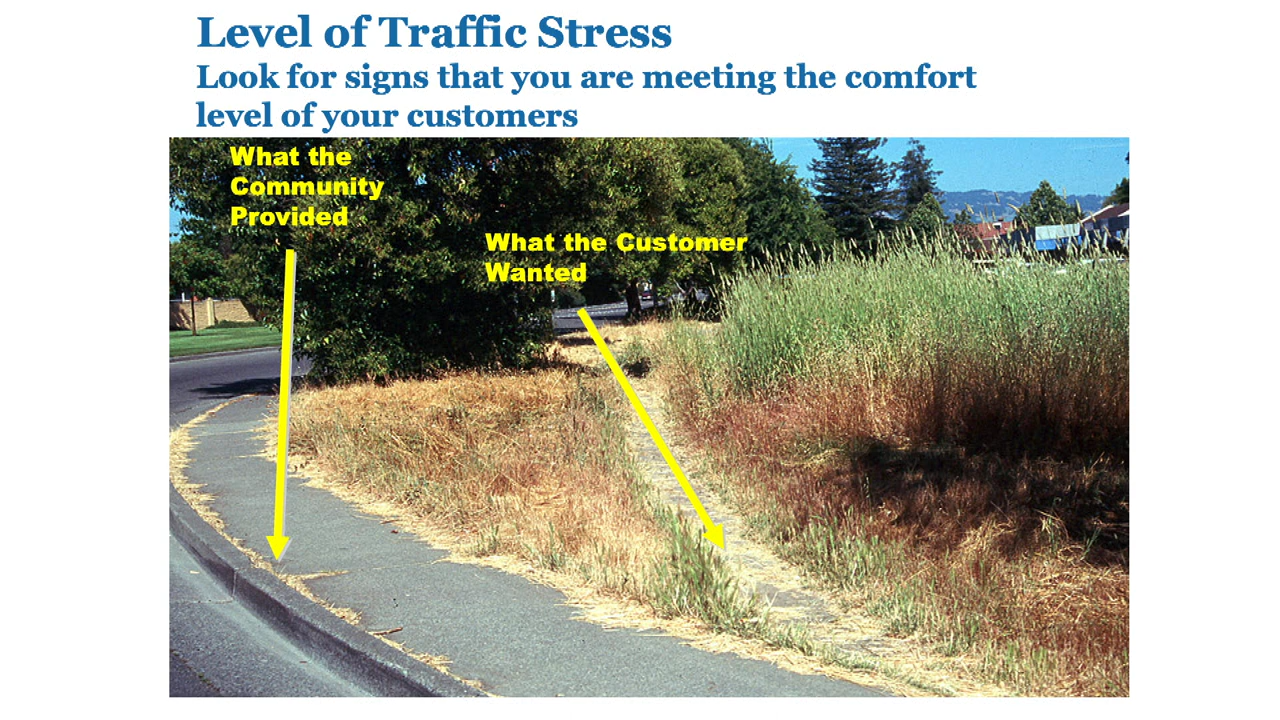 Level of Traffic Stress
Look for signs that you are meeting the comfort
level of your customers
What the
Community
Provided
What the Customer
Wanted